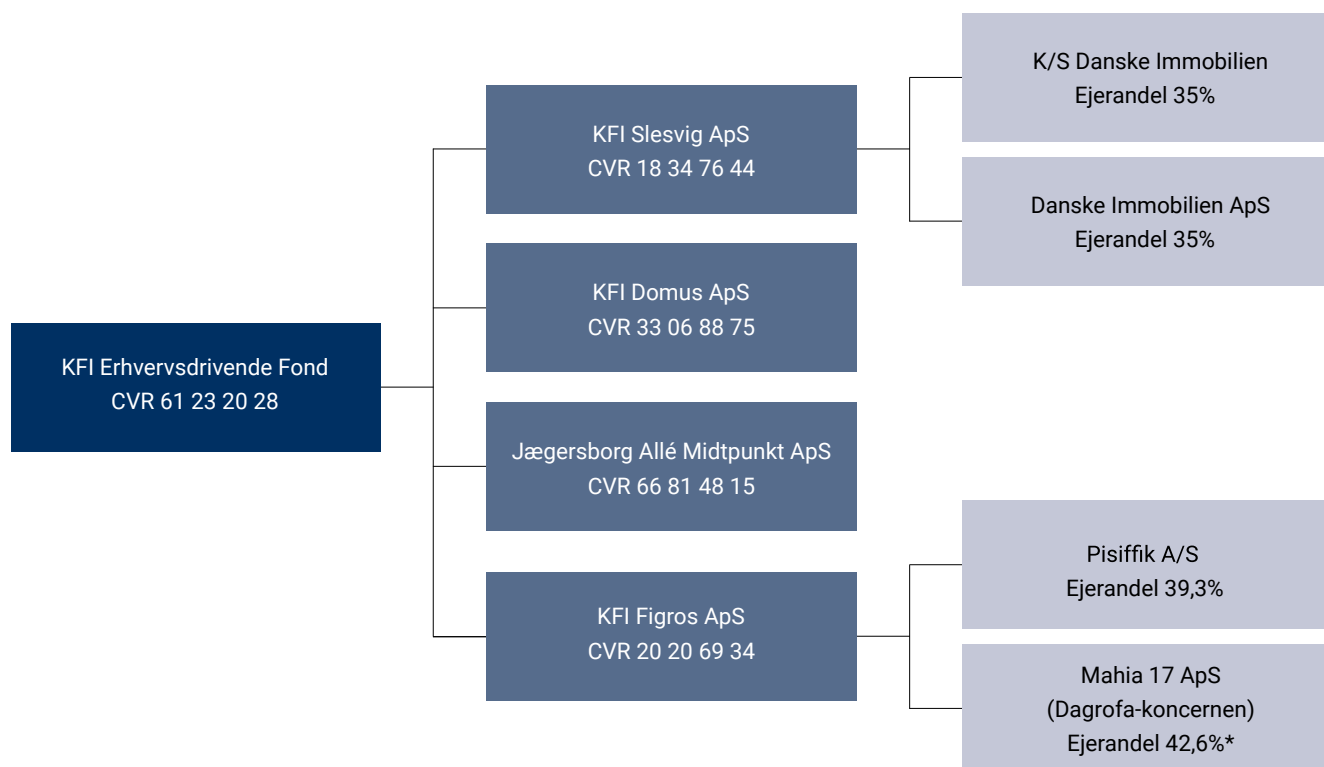 KFI Erhvervsdrivende Fond
CVR 61 23 20 28
KFI Slesvig ApS
CVR 18 34 76 44
KFI Domus ApS
CVR 33 06 88 75
Jægersborg Allé Midtpunkt ApS
CVR 66 81 48 15
KFI Figros ApS
CVR 20 20 69 34
K/S Danske Immobilien
Ejerandel 35%
Danske Immobilien ApS
Ejerandel 35%
Pisiffik A/S
Ejerandel 39,3%
Mahia 17 ApS
(Dagrofa-koncernen)
Ejerandel 42,6%*